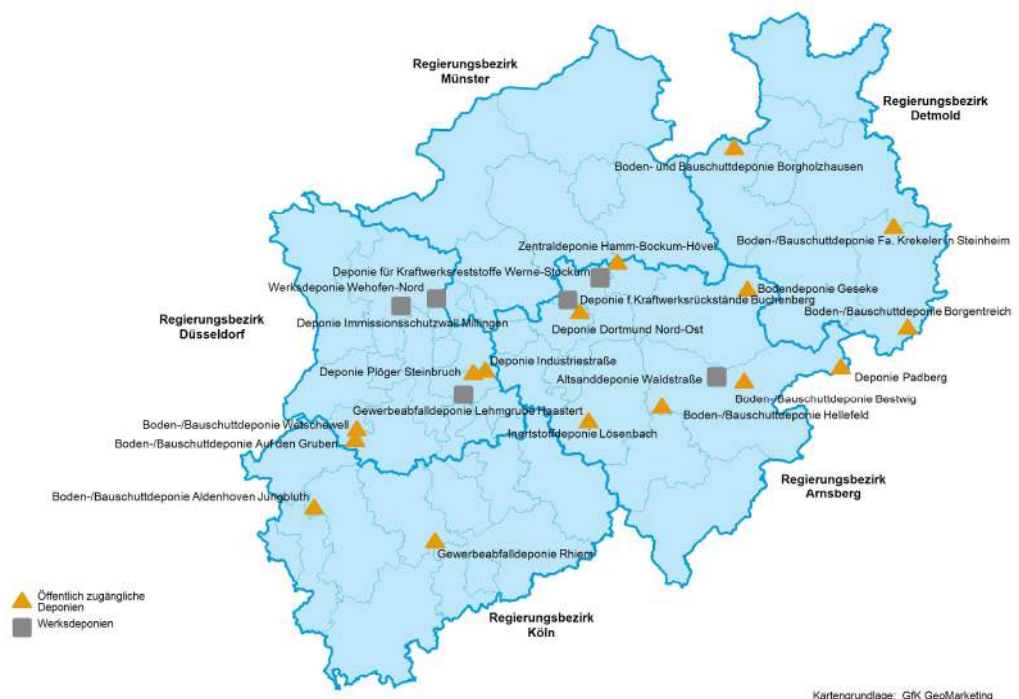 Regierungsbezirk
Münster
Regierungsbezirk
Detmold
Boden- und Bauschuttdeponie Borgholzhausen
Boden-/Bauschuttdeponie Fa. Krekeler in Steinheim
Zentraldeponie Hamm-Bockum-Hövel
Deponie für Kraftwerksreststoffe Werne-Stockum
Werksdeponie Wehofen-Nord
Bodendeponie Geseke
Deponie f. Kraftwerksrückstände Buchenberg
Boden-/Bauschuttdeponie Borgentreich
Regierungsbezirk
Düsseldorf
Deponie Immissionsschutzwall Millingen
Deponie Dortmund Nord-Ost
Deponie Industriestraße
Deponie Plöger Steinbruch
Altsanddeponie Waldstraße
Deponie Padberg
Boden-/Bauschuttdeponie Bestwig
Gewerbeabfalldeponie Lehmgrube Haastert
Boden-/Bauschuttdeponie Hellefeld
Boden-/Bauschuttdeponie Wetschewell
Inertstoffdeponie Lösenbach
Boden-/Bauschuttdeponie Auf den Gruben
Regierungsbezirk
Arnsberg
Boden-/Bauschuttdeponie Aldenhoven Jungbluth
Gewerbeabfalldeponie Rhiem
Öffentlich zugängliche
Deponien
Werksdeponien
Regierungsbezirk
Köln
Kartengrundlage: GfK GeoMarketing